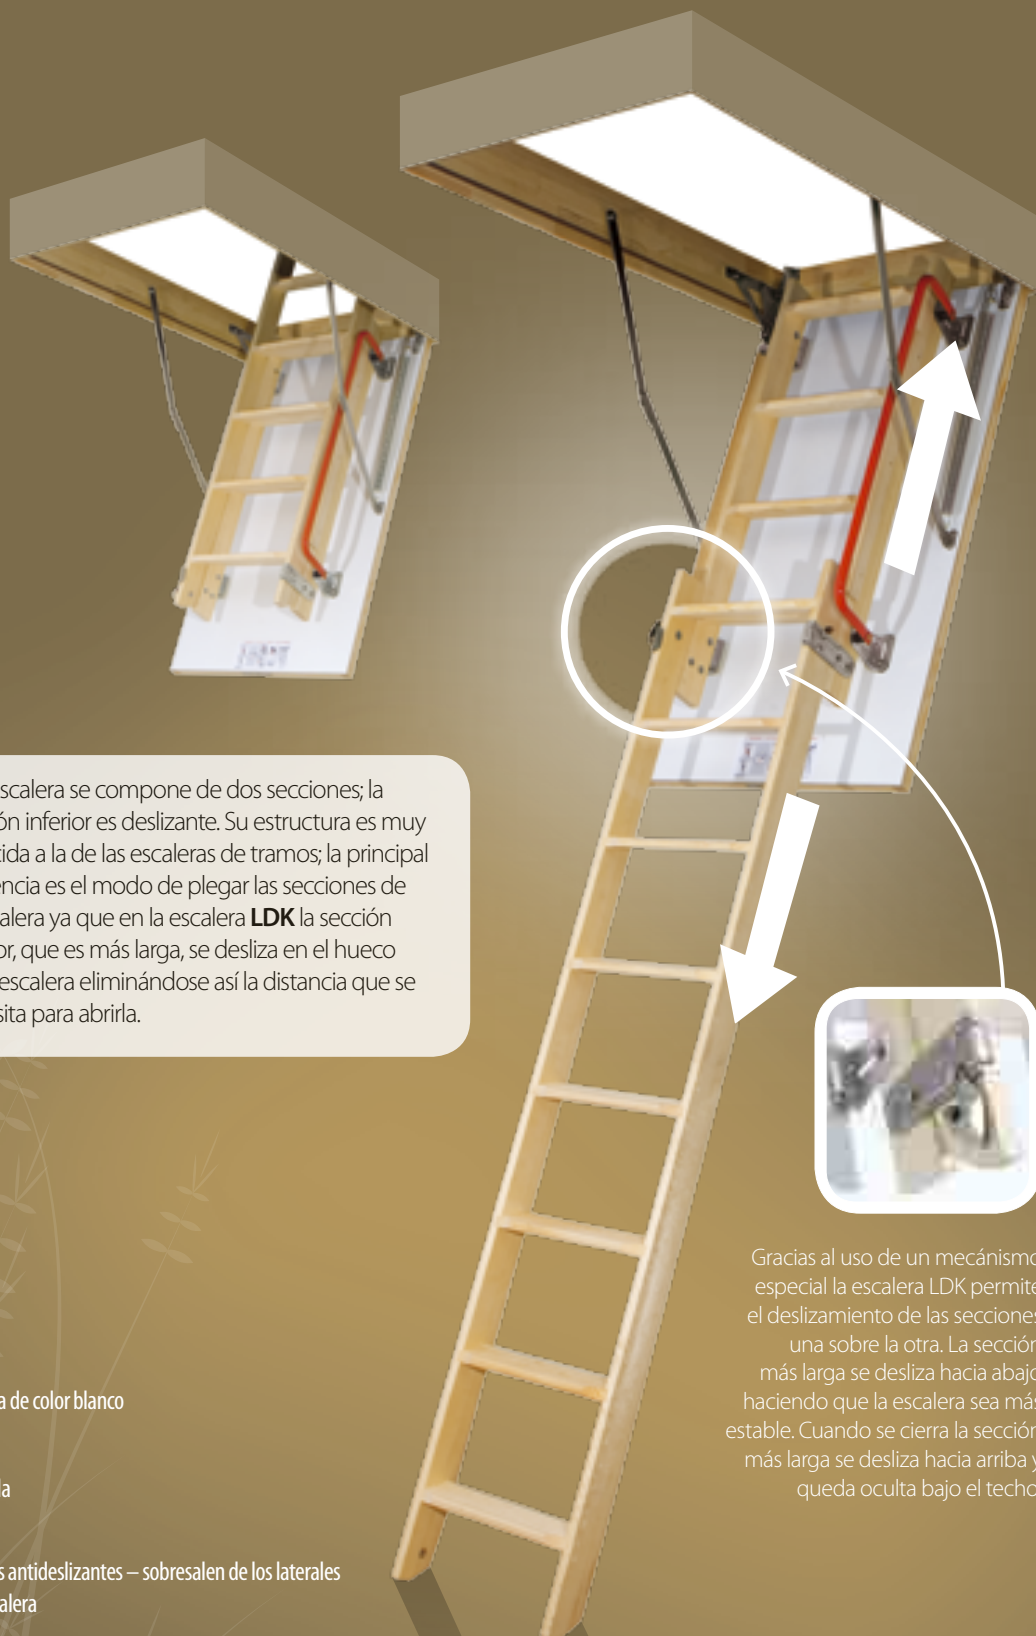 scalera se compone de dos secciones; la
ón inferior es deslizante. Su estructura es muy
cida a la de las escaleras de tramos; la principal
encia es el modo de plegar las secciones de
alera ya que en la escalera LDK la sección
or, que es más larga, se desliza en el hueco
escalera eliminándose así la distancia que se
sita para abrirla.
Gracias al uso de un mecánismo
especial la escalera LDK permite
el deslizamiento de las secciones
una sobre la otra. La sección
más larga se desliza hacia abajo
haciendo que la escalera sea más
estable. Cuando se cierra la sección
más larga se desliza hacia arriba y
queda oculta bajo el techo
a de color blanco
la
s antideslizantes – sobresalen de los laterales
alera